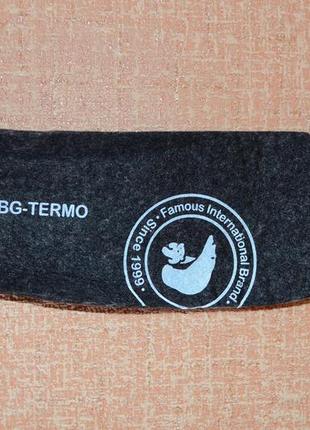 BG-TERMO
· Famous International Brand ·
Since 1999 ·